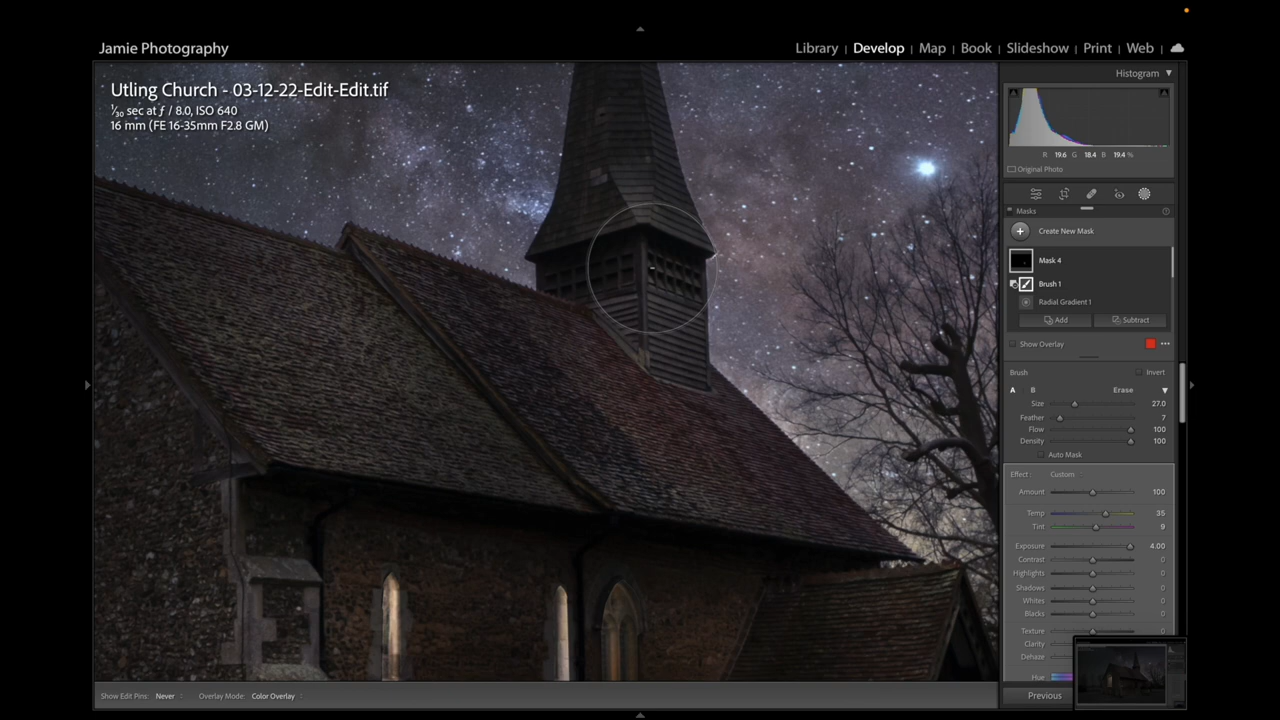 Jamie Photography
Library | Develop | Map | Book | Slideshow | Print | Web |
Utling Church - 03-12-22-Edit-Edit.tif
1/30 sec at ƒ / 8.0, ISO 640
16 mm (FE 16-35mm F2.8 GM)
Histogram
R 19.6 G 18.4 B 19.4 %
Original Photo
Masks
Create New Mask
Mask 4
Brush 1
Radial Gradient 1
Add Subtract
Show Overlay
Brush Invert
A B Erase
Size 27.0
Feather 7
Flow 100
Density 100
Auto Mask
Effect : Custom
Amount 100
Temp 35
Tint 9
Exposure 4.00
Contrast 0
Highlights 0
Shadows 0
Whites 0
Blacks 0
Texture 0
Clarity
Dehaze
Hue
Show Edit Pins: Never Overlay Mode: Color Overlay
Previous